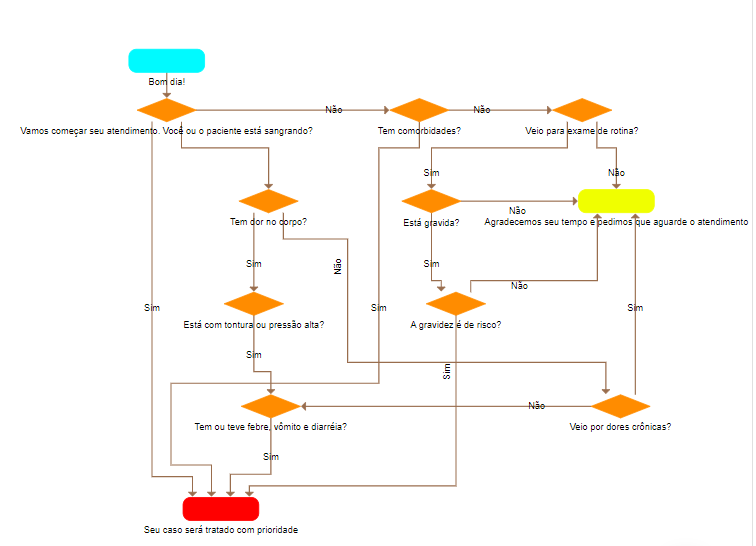 Bom dia!
Não
Não
Vamos começar seu atendimento. Você ou o paciente está sangrando?
Tem comorbidades?
Veio para exame de rotina?
Sim
Não
Não
Tem dor no corpo?
Está gravida?
Agradecemos seu tempo e pedimos que aguarde o atendimento
Sim
Não
Sim
Não
Sim
Sim
Sim
Está com tontura ou pressão alta?
A gravidez é de risco?
Sim
Sim
Não
Tem ou teve febre, vômito e diarréia?
Veio por dores crônicas?
Sim
Seu caso será tratado com prioridade